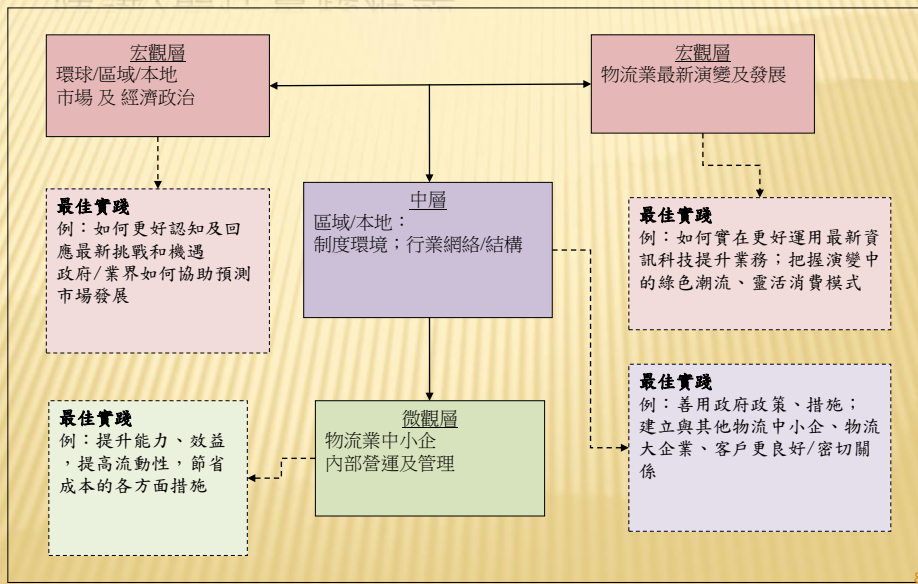 宏觀層
環球/區域/本地
市場 及 經濟政治
宏觀層
物流業最新演變及發展
最佳實踐
例：如何更好認知及回
應最新挑戰和機遇
政府/業界如何協助預測
市場發展
中層
區域/本地：
制度環境；行業網絡/結構
最佳實踐
例：如何實在更好運用最新資
訊科技提升業務；把握演變中
的綠色潮流、靈活消費模式
最佳實踐
例：提升能力、效益
，提高流動性，節省
成本的各方面措施
微觀層
物流業中小企
內部營運及管理
最佳實踐
例：善用政府政策、措施；
建立與其他物流中小企、物流
大企業、客戶更良好/密切關
係